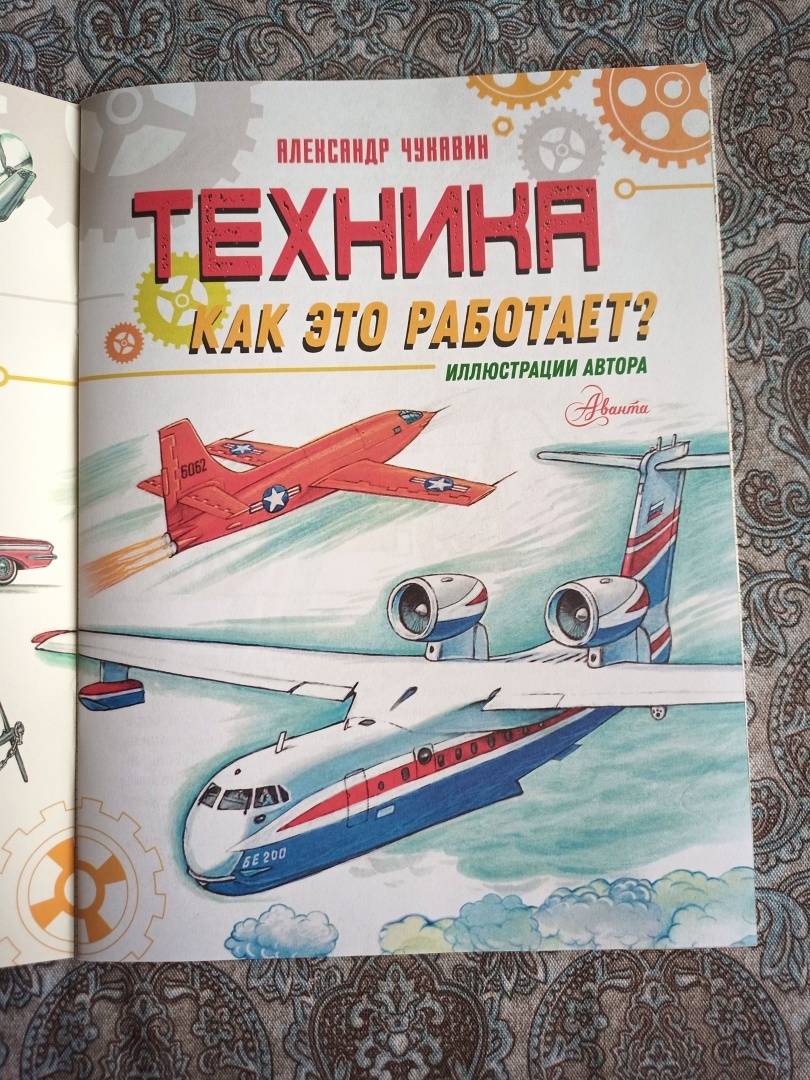 АЛЕКСАНДР ЧУКАВИН
ТЕХНИКА
КАК ЭТО РАБОТАЕТ?
ИЛЛЮСТРАЦИИ АВТОРА
Аванта
6062
БЕ 200